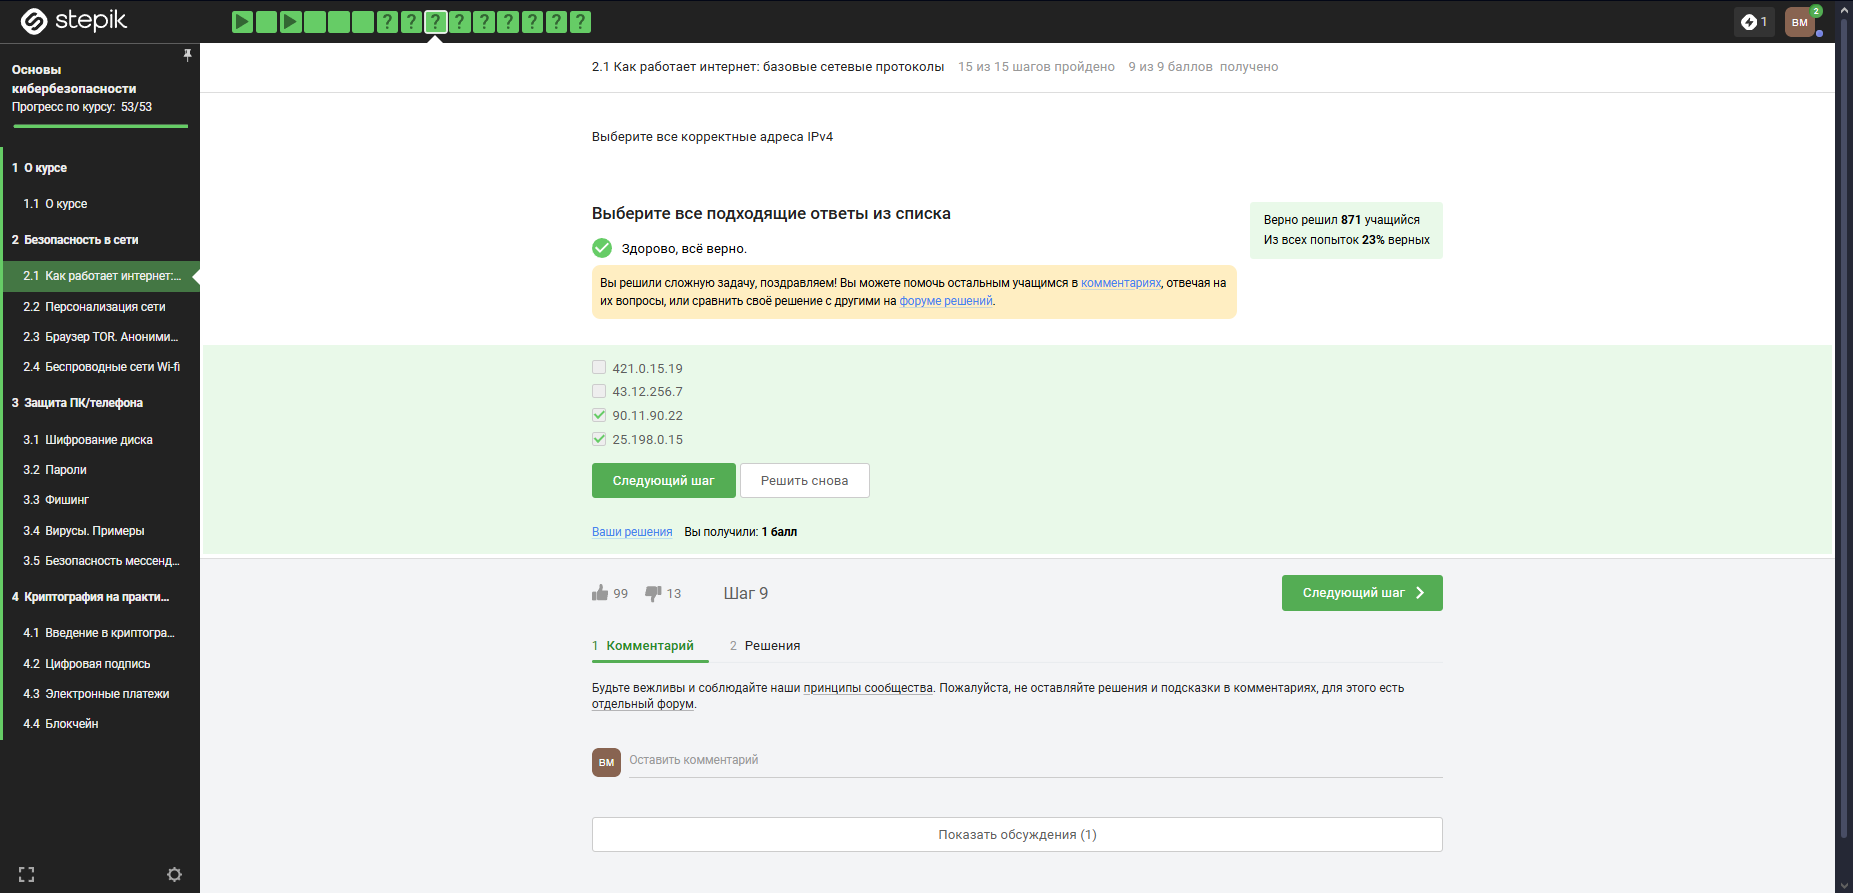 stepik
? ? ? ? ? ? ? ? ?
1
ВМ
2
Основы
кибербезопасности
Прогресс по курсу: 53/53
1 О курсе
1.1 О курсе
2 Безопасность в сети
2.1 Как работает интернет:...
2.2 Персонализация сети
2.3 Браузер TOR. Аноними...
2.4 Беспроводные сети Wi-fi
3 Защита ПК/телефона
3.1 Шифрование диска
3.2 Пароли
3.3 Фишинг
3.4 Вирусы. Примеры
3.5 Безопасность мессенд...
4 Криптография на практи...
4.1 Введение в криптогра...
4.2 Цифровая подпись
4.3 Электронные платежи
4.4 Блокчейн
2.1 Как работает интернет: базовые сетевые протоколы 15 из 15 шагов пройдено 9 из 9 баллов получено
Выберите все корректные адреса IPv4
Выберите все подходящие ответы из списка
Здорово, всё верно.
Верно решил 871 учащийся
Из всех попыток 23% верных
Вы решили сложную задачу, поздравляем! Вы можете помочь остальным учащимся в комментариях, отвечая на
их вопросы, или сравнить своё решение с другими на форуме решений.
421.0.15.19
43.12.256.7
90.11.90.22
25.198.0.15
Следующий шаг
Решить снова
Ваши решения Вы получили: 1 балл
99 13 Шаг 9
Следующий шаг
1 Комментарий 2 Решения
Будьте вежливы и соблюдайте наши принципы сообщества. Пожалуйста, не оставляйте решения и подсказки в комментариях, для этого есть
отдельный форум.
ВМ
Оставить комментарий
Показать обсуждения (1)